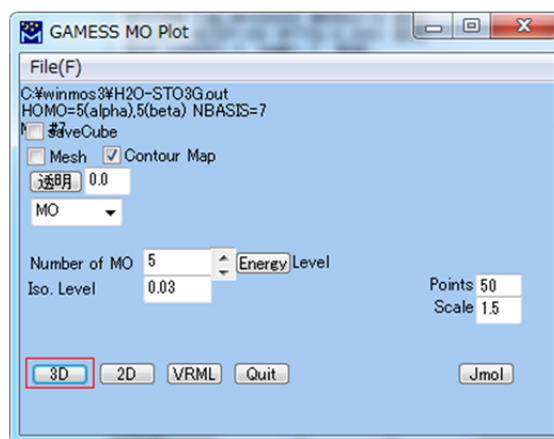 GAMESS MO Plot
File(F)
C:¥winmos3¥H2O-STO3G.out
HOMO=5(alpha),5(beta) NBASIS=7
#7
SaveCube
Mesh Contour Map
透明 0.0
MO
Number of MO 5 Energy Level
Iso. Level 0.03
Points 50
Scale 1.5
3D 2D VRML Quit Jmol